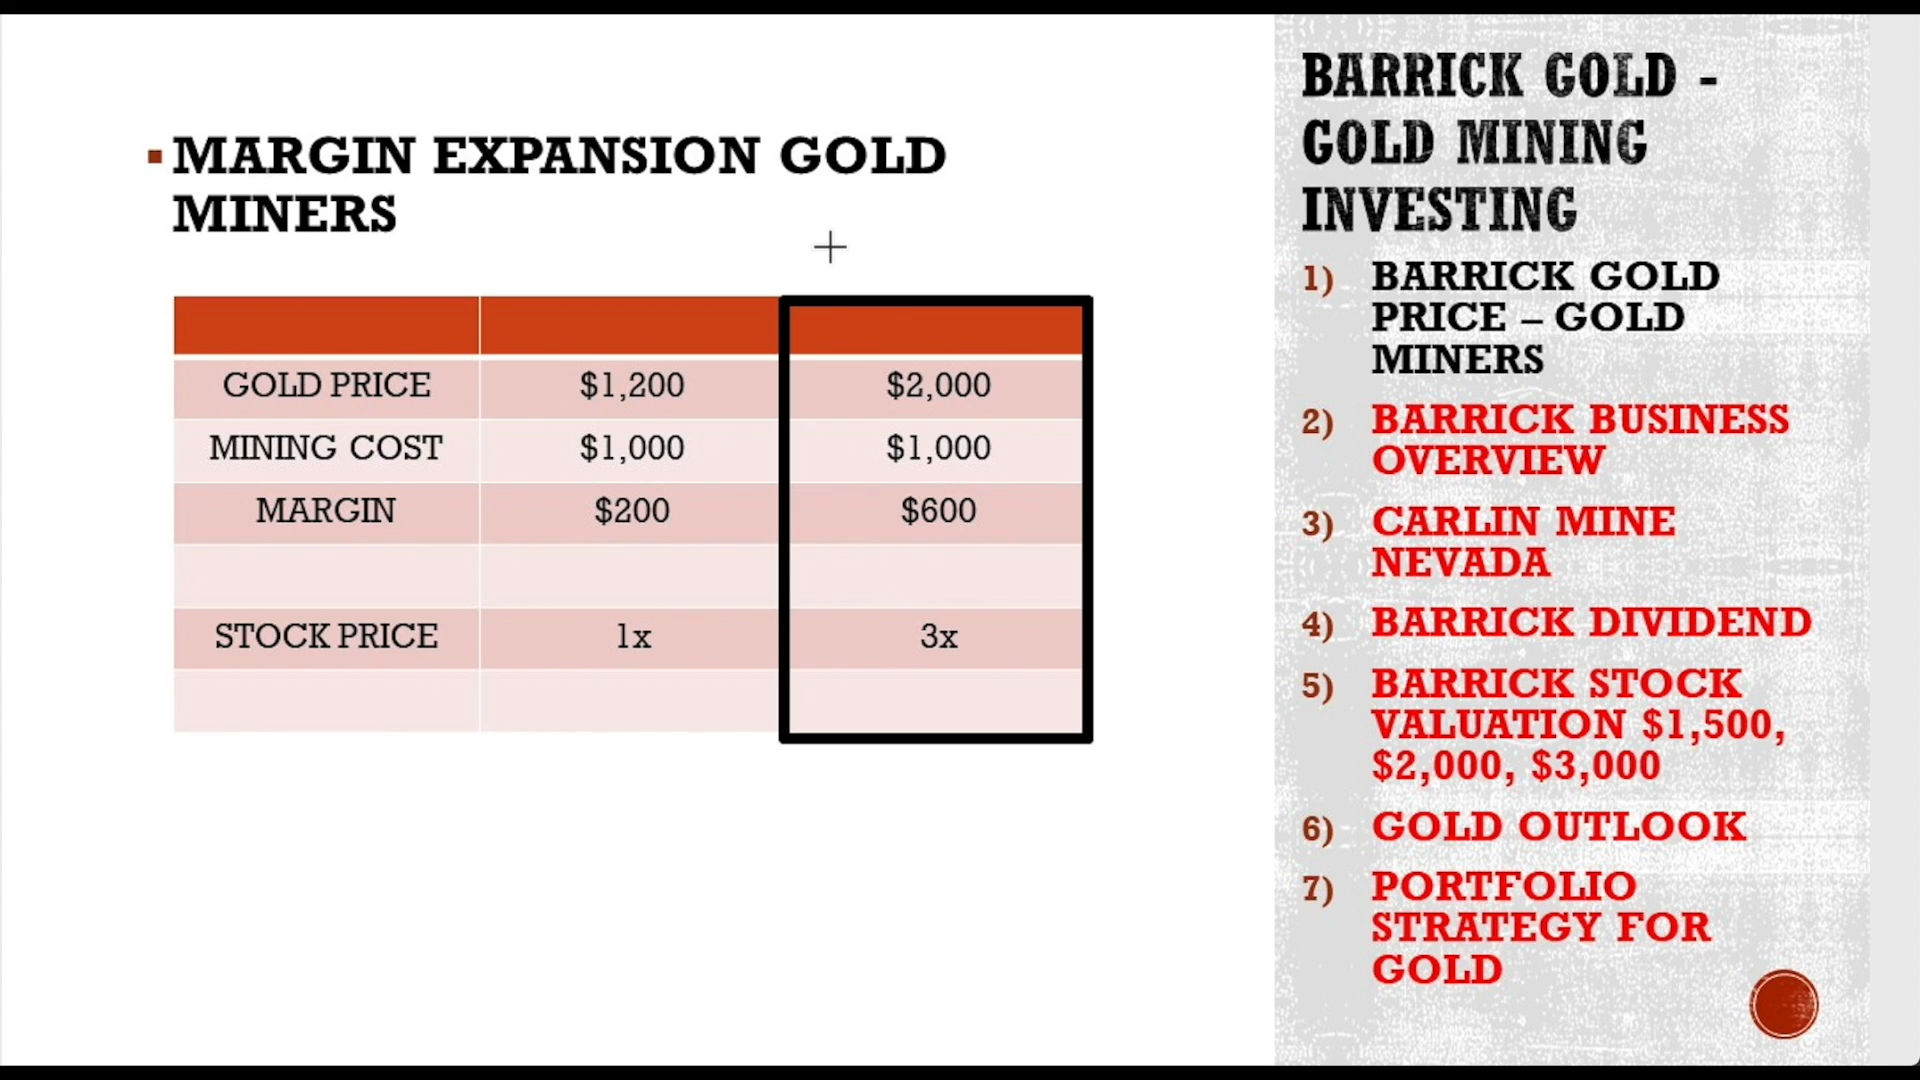 MARGIN EXPANSION GOLD
MINERS
GOLD PRICE $1,200 $2,000
MINING COST $1,000 $1,000
MARGIN $200 $600
STOCK PRICE 1x 3x
BARRICK GOLD -
GOLD MINING
INVESTING
1) BARRICK GOLD
PRICE – GOLD
MINERS
2) BARRICK BUSINESS
OVERVIEW
3) CARLIN MINE
NEVADA
4) BARRICK DIVIDEND
5) BARRICK STOCK
VALUATION $1,500,
$2,000, $3,000
6) GOLD OUTLOOK
7) PORTFOLIO
STRATEGY FOR
GOLD